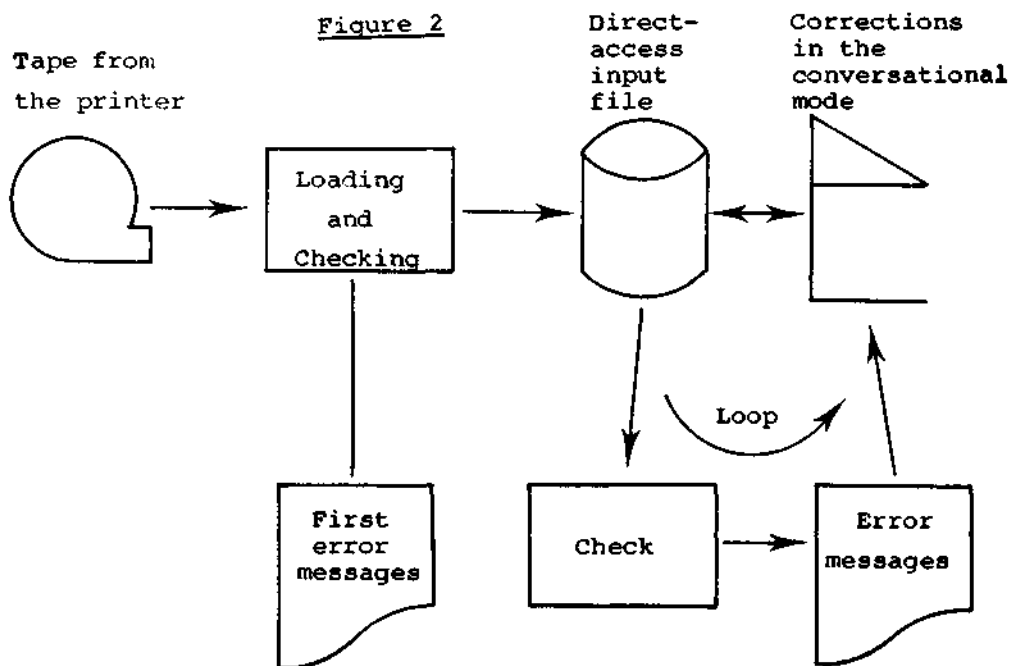 Figure 2
Tape from
the printer
Direct-
access
input
file
Corrections
in the
conversational
mode
Loading
and
Checking
Loop
First
error
messages
Check
Error
messages